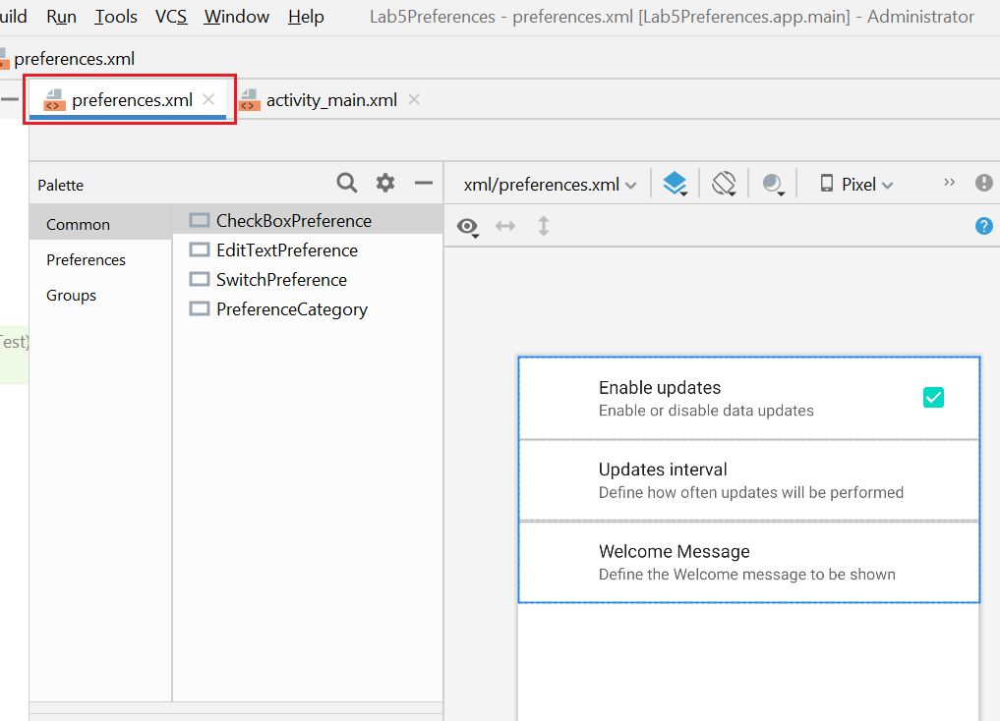 uild Run Tools VCS Window Help Lab5Preferences - preferences.xml [Lab5Preferences.app.main] - Administrator
preferences.xml
preferences.xml activity_main.xml
Palette xml/preferences.xml Pixel
Common
Preferences
Groups
CheckBoxPreference
EditTextPreference
SwitchPreference
PreferenceCategory
Test)
Enable updates
Enable or disable data updates
Updates interval
Define how often updates will be performed
Welcome Message
Define the Welcome message to be shown